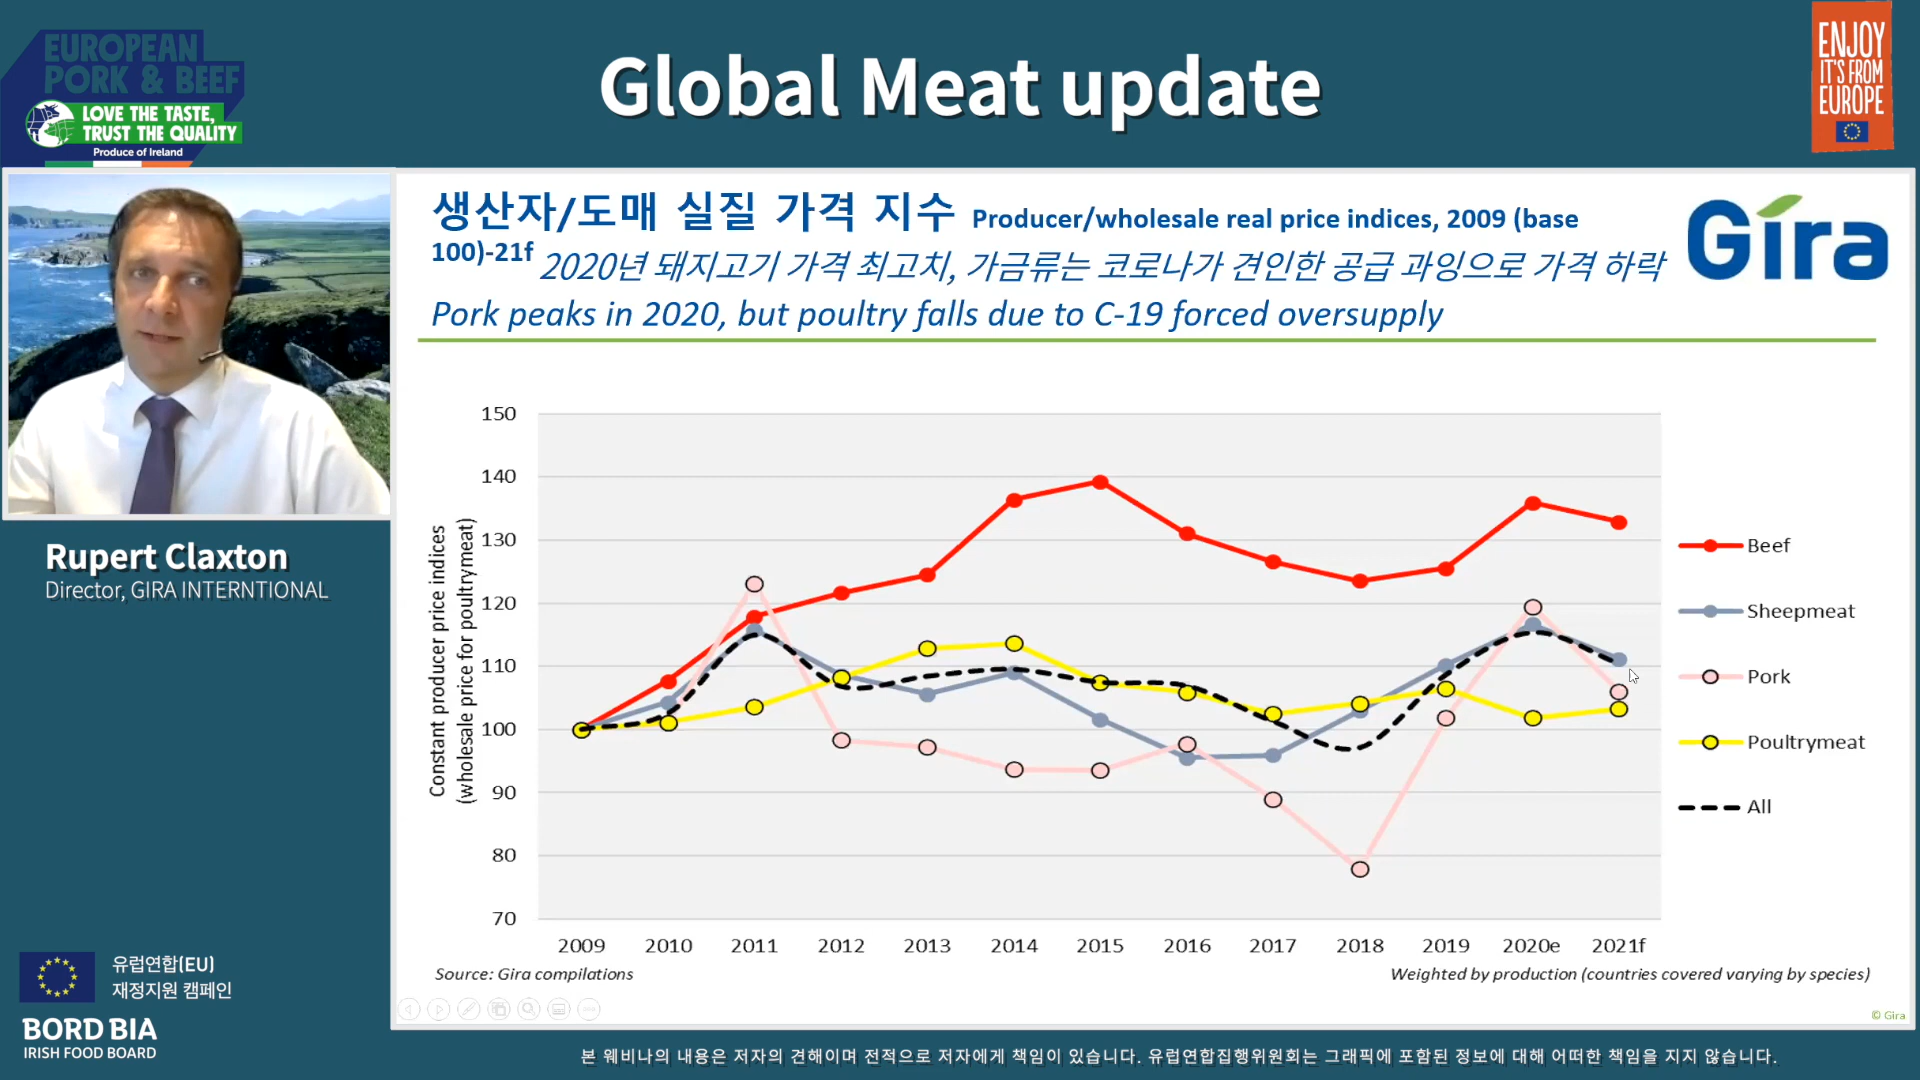 EUROPEAN
PORK & BEEF
LOVE THE TASTE,
TRUST THE QUALITY
Produce of Ireland
Global Meat update
ENJOY
IT'S FROM
EUROPE
생산자/도매 실질 가격 지수 Producer/wholesale real price indices, 2009 (base
100)-21f 2020년 돼지고기 가격 최고치, 가금류는 코로나가 견인한 공급 과잉으로 가격 하락
Pork peaks in 2020, but poultry falls due to C-19 forced oversupply
Gira
Rupert Claxton
Director, GIRA INTERNTIONAL
Constant producer price indices
(wholesale price for poultrymeat)
150
140
130
120
110
100
90
80
70
2009 2010 2011 2012 2013 2014 2015 2016 2017 2018 2019 2020e 2021f
Beef
Sheepmeat
Pork
Poultrymeat
All
Source: Gira compilations
Weighted by production (countries covered varying by species)
© Gira
유럽연합(EU)
재정지원 캠페인
BORD BIA
IRISH FOOD BOARD
본 웨비나의 내용은 저자의 견해이며 전적으로 저자에게 책임이 있습니다. 유럽연합집행위원회는 그래픽에 포함된 정보에 대해 어떠한 책임을 지지 않습니다.